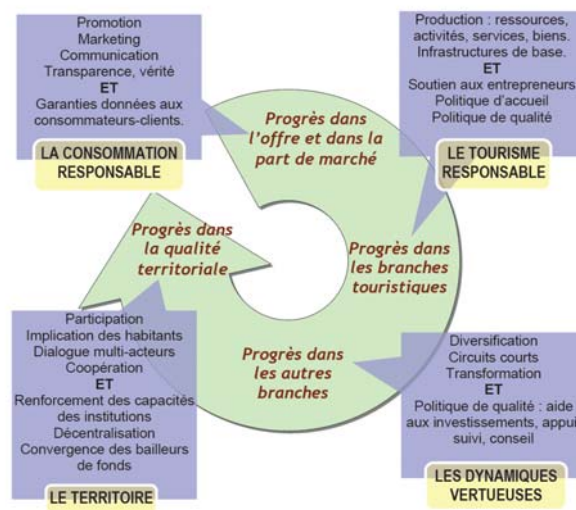 Promotion
Marketing
Communication
Transparence, vérité
ET
Garanties données aux
consommateurs-clients.
LA CONSOMMATION
RESPONSABLE
Production : ressources,
activités, services, biens.
Infrastructures de base.
ET
Soutien aux entrepreneurs
Politique d'accueil
Politique de qualité
LE TOURISME
RESPONSABLE
Progrès dans
l'offre et dans la
part de marché
Progrès dans
la qualité
territoriale
Progrès dans
les branches
touristiques
Progrès dans
les autres
branches
Participation
Implication des habitants
Dialogue multi-acteurs
Coopération
ET
Renforcement des capacités
des institutions
Décentralisation
Convergence des bailleurs
de fonds
LE TERRITOIRE
Diversification
Circuits courts
Transformation
ET
Politique de qualité : aide
aux investissements, appui,
suivi, conseil
LES DYNAMIQUES
VERTUEUSES